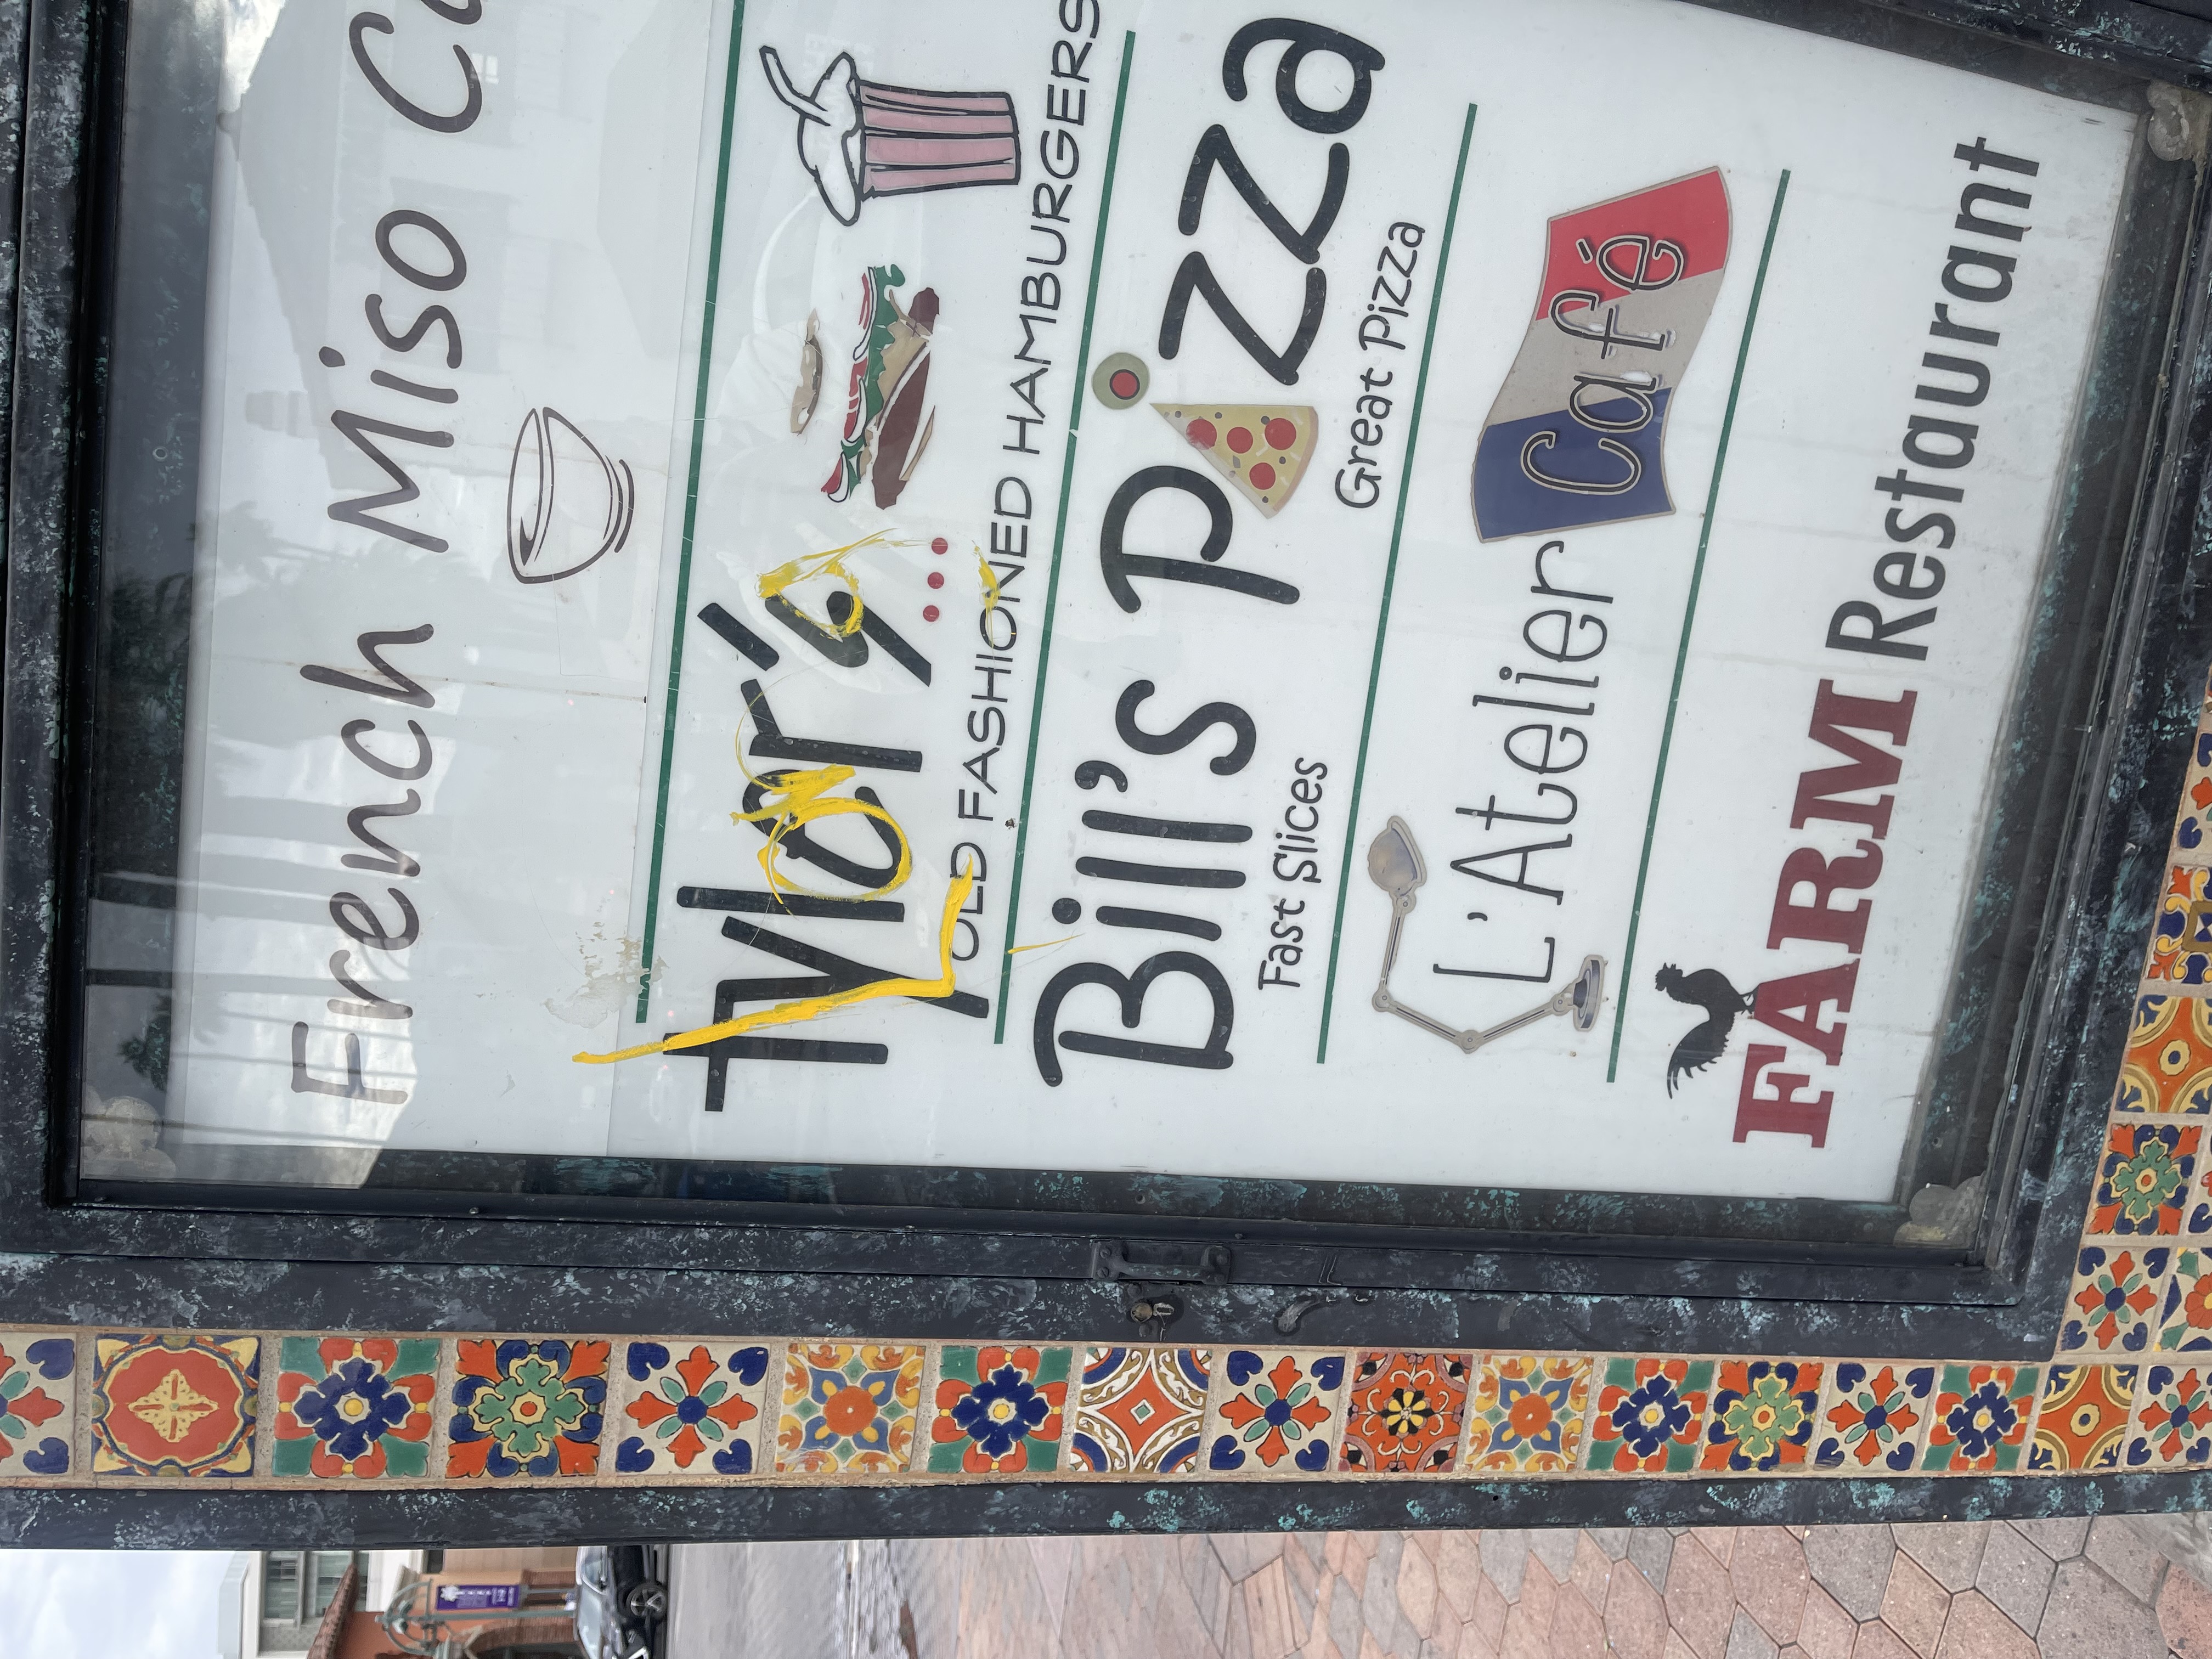 French Miso Ca
TYLer's
OLD FASHIONED HAMBURGERS
Bill's Pizza
Fast Slices Great Pizza
L'Atelier Café
FARM Restaurant